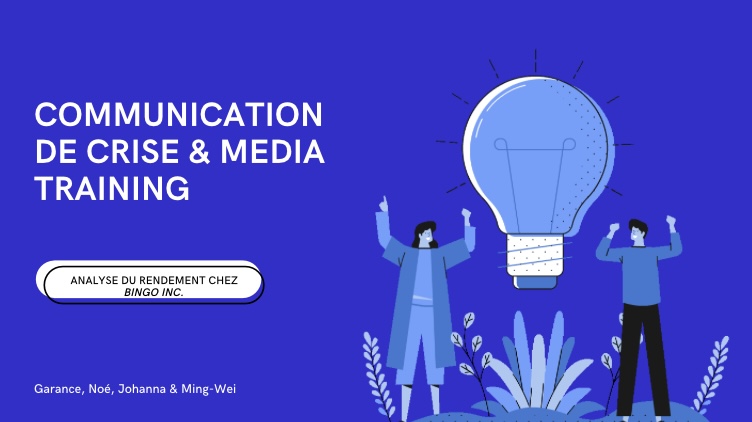 COMMUNICATION
DE CRISE & MEDIA
TRAINING
ANALYSE DU RENDEMENT CHEZ
BINGO INC.
Garance, Noé, Johanna & Ming-Wei